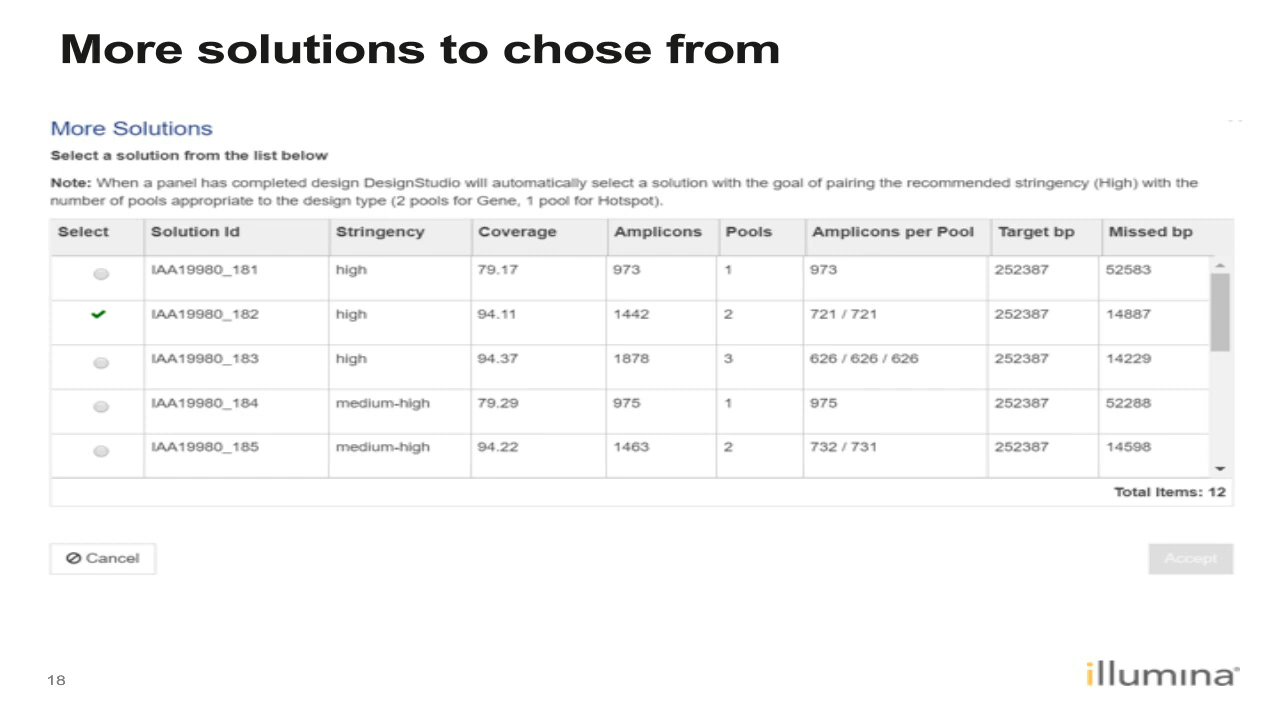 More solutions to chose from
More Solutions
Select a solution from the list below
Note: When a panel has completed design DesignStudio will automatically select a solution with the goal of pairing the recommended stringency (High) with the
number of pools appropriate to the design type (2 pools for Gene, 1 pool for Hotspot).
Select Solution Id Stringency Coverage Amplicons Pools Amplicons per Pool Target bp Missed bp
IAA19980_181 high 79.17 973 1 973 252387 52583
IAA19980_182 high 94.11 1442 2 721 / 721 252387 14887
IAA19980_183 high 94.37 1878 3 626 / 626 / 626 252387 14229
IAA19980_184 medium-high 79.29 975 1 975 252387 52288
IAA19980_185 medium-high 94.22 1463 2 732 / 731 252387 14598
Total Items: 12
Cancel Accept
18 illumina®